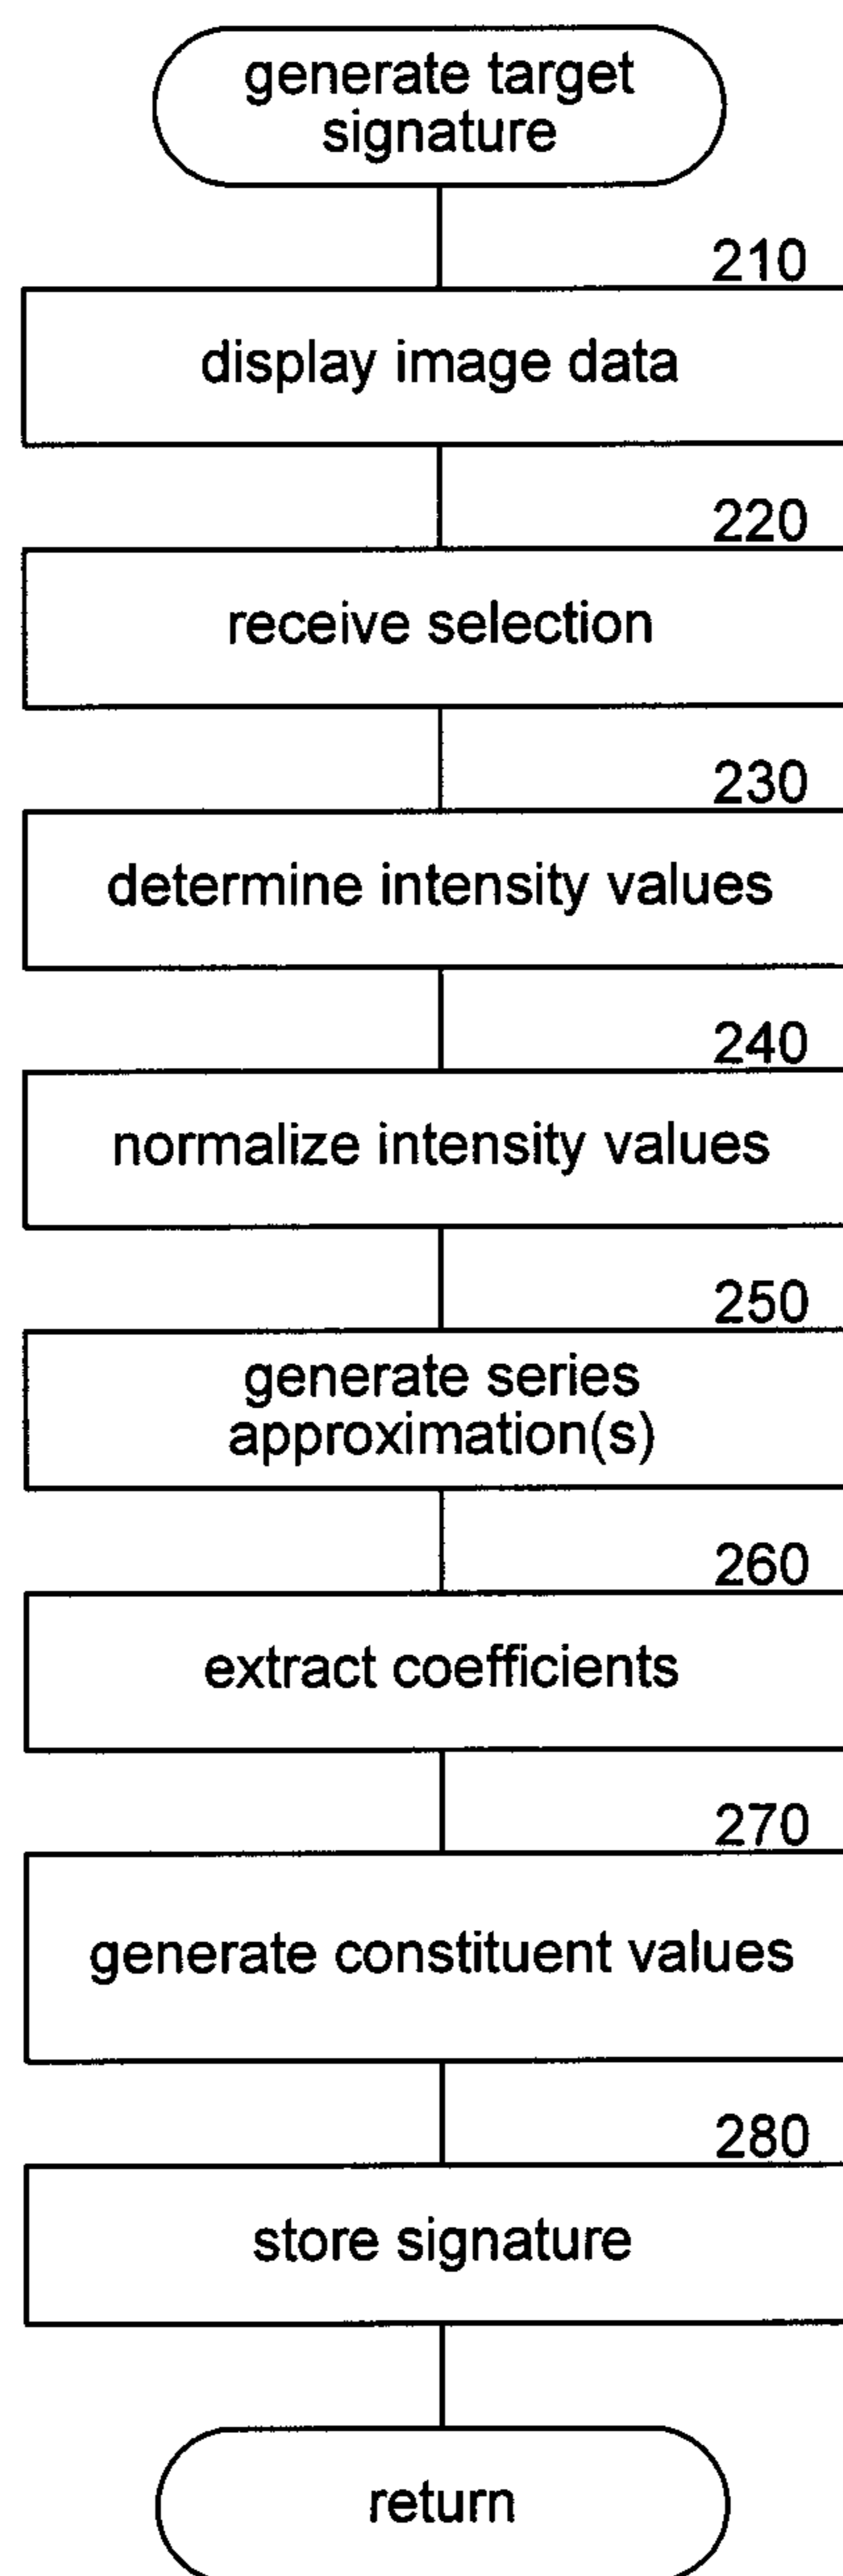 generate target
signature
210
display image data
220
receive selection
230
determine intensity values
240
normalize intensity values
250
generate series
approximation(s)
260
extract coefficients
270
generate constituent values
280
store signature
return